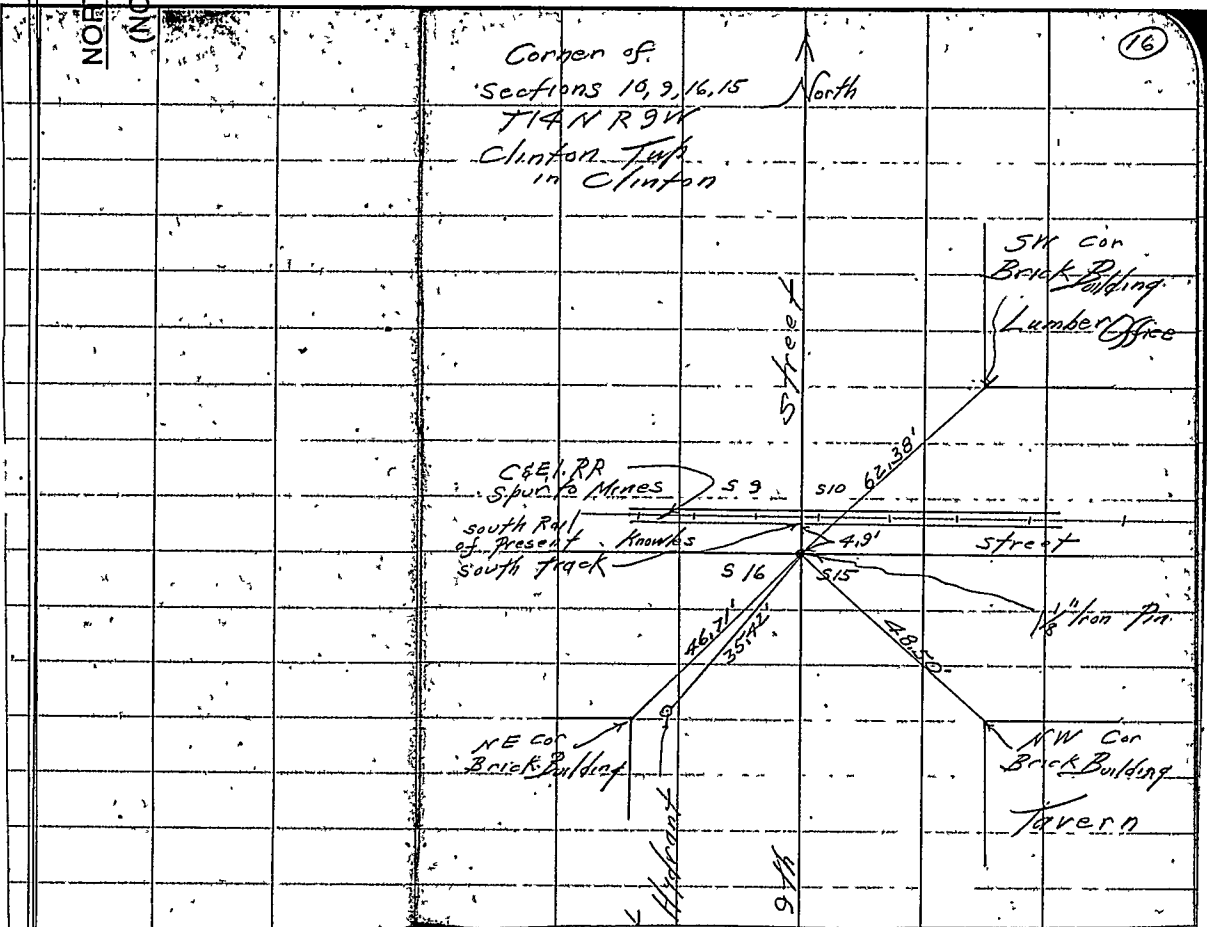 NOR
(NO
16
Corner of
Sections 10, 9, 16, 15
North
T14N R9W
Clinton Twp
in Clinton
SW Cor
Brick Building
Lumber Office
Street
62.38'
C&E.I. RR
Spur to Mines
S 9
S10
South Rail
of Present
South Track
Knowles
4.9'
Street
S 16
S15
1 1/8" Iron Pin
46.71'
35.42'
48.50'
NE Cor
Brick Building
Hydrant
9th
NW Cor
Brick Building
Tavern